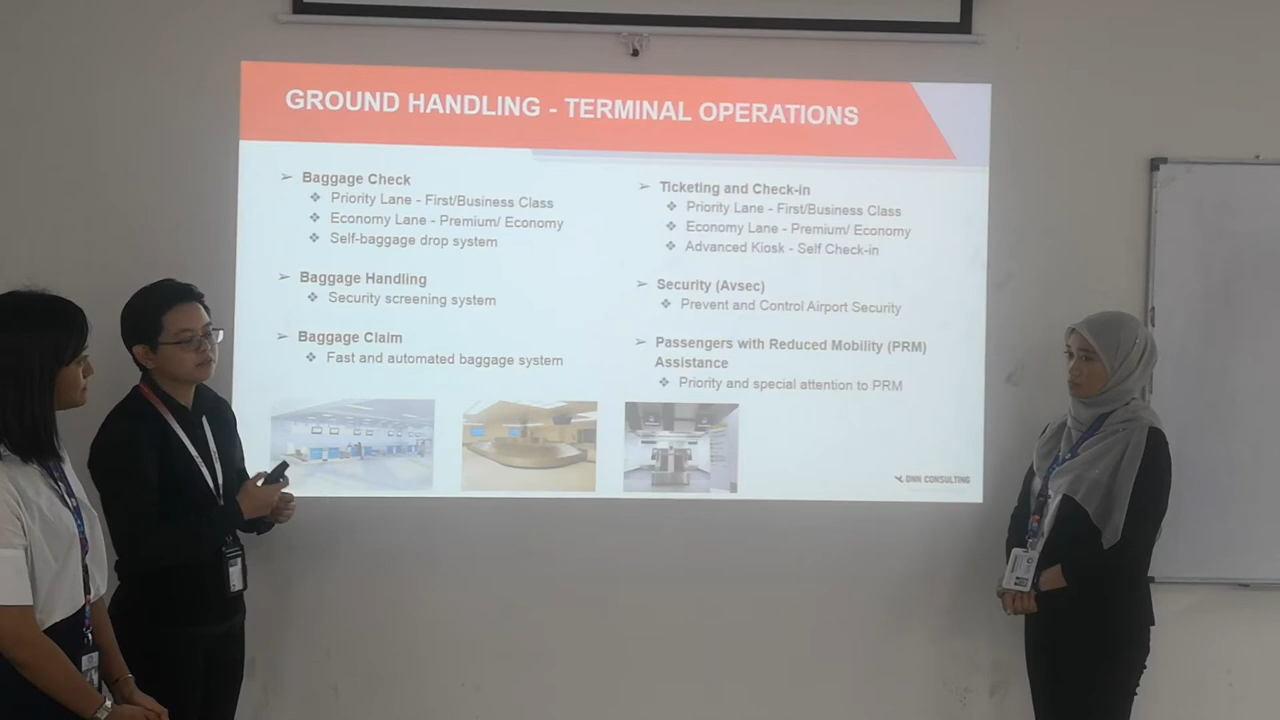 GROUND HANDLING - TERMINAL OPERATIONS
➢ Baggage Check
❖ Priority Lane - First/Business Class
❖ Economy Lane - Premium/ Economy
❖ Self-baggage drop system
➢ Baggage Handling
❖ Security screening system
➢ Baggage Claim
❖ Fast and automated baggage system
➢ Ticketing and Check-in
❖ Priority Lane - First/Business Class
❖ Economy Lane - Premium/ Economy
❖ Advanced Kiosk - Self Check-in
➢ Security (Avsec)
❖ Prevent and Control Airport Security
➢ Passengers with Reduced Mobility (PRM)
Assistance
❖ Priority and special attention to PRM
DNN CONSULTING